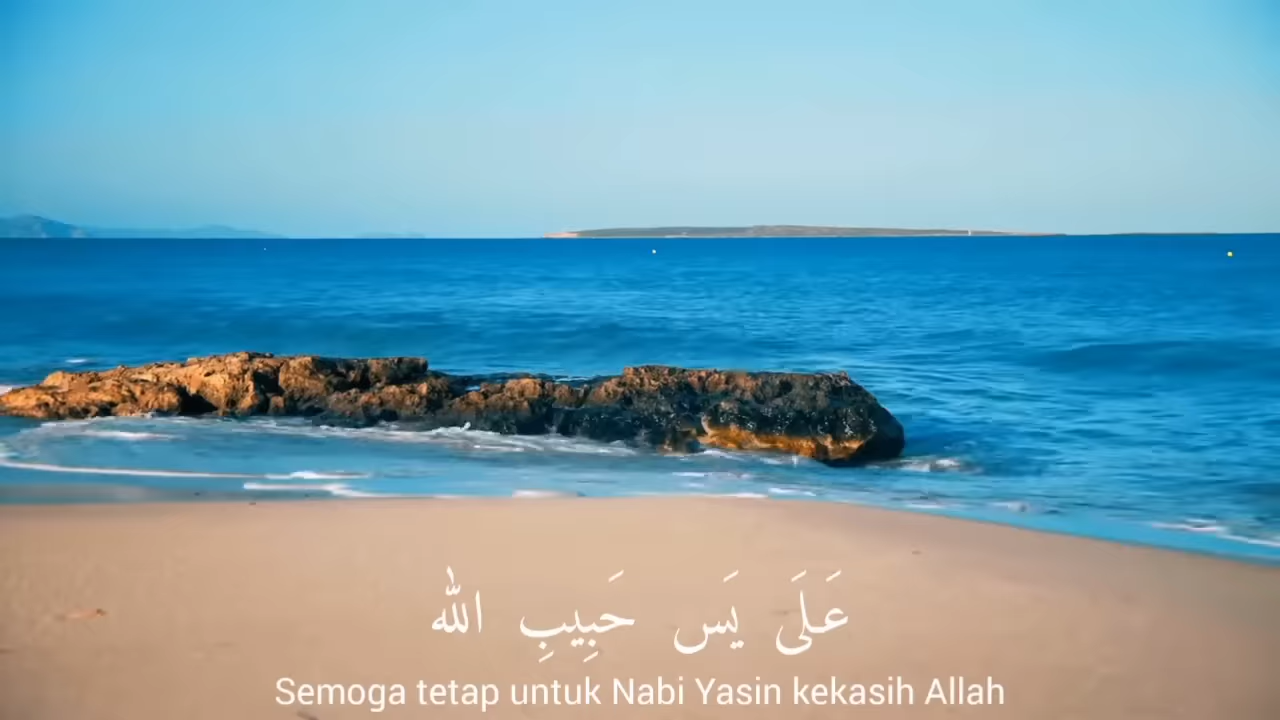 عَلَىَ يَس حَبِيبِ الله
Semoga tetap untuk Nabi Yasin kekasih Allah